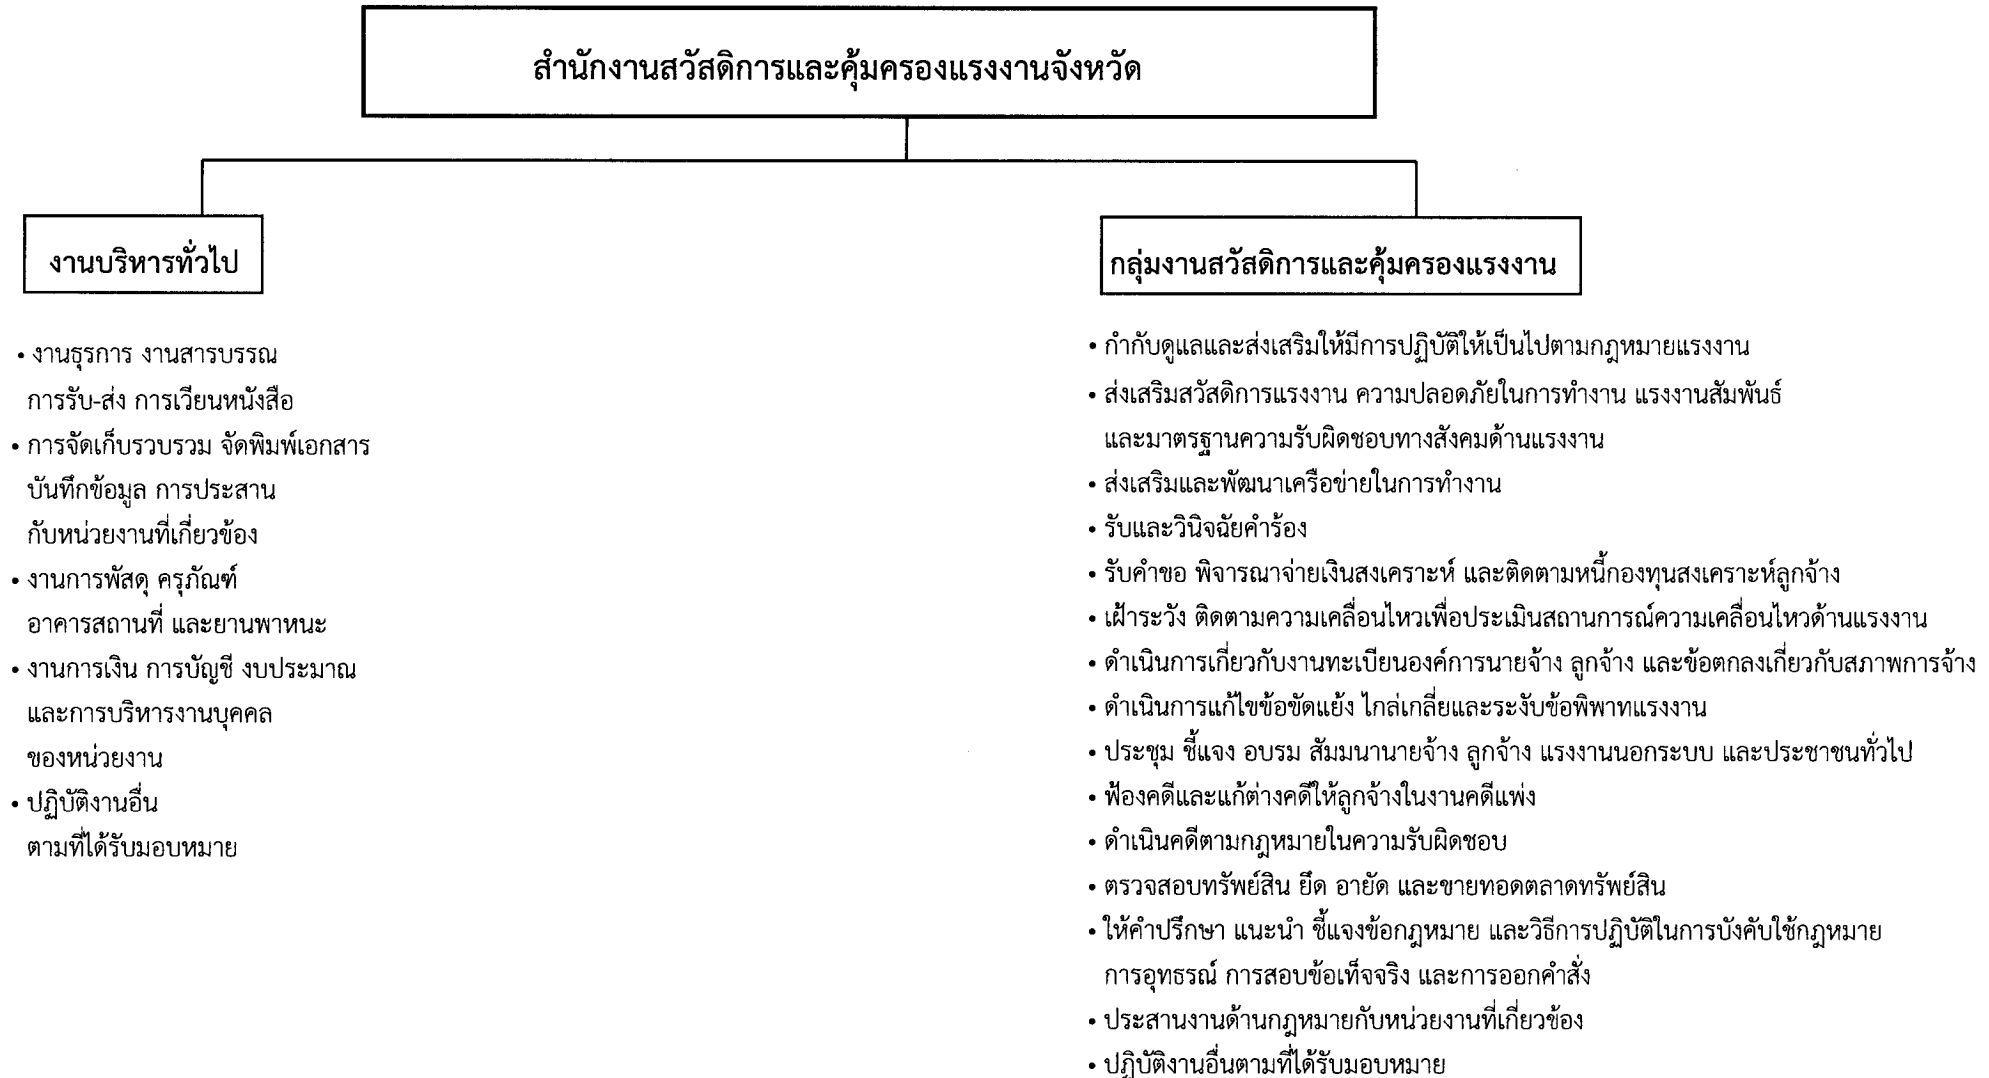 สำนักงานสวัสดิการและคุ้มครองแรงงานจังหวัด
งานบริหารทั่วไป
• งานธุรการ งานสารบรรณ
การรับ-ส่ง การเวียนหนังสือ
• การจัดเก็บรวบรวม จัดพิมพ์เอกสาร
บันทึกข้อมูล การประสาน
กับหน่วยงานที่เกี่ยวข้อง
• งานการพัสดุ ครุภัณฑ์
อาคารสถานที่ และยานพาหนะ
• งานการเงิน การบัญชี งบประมาณ
และการบริหารงานบุคคล
ของหน่วยงาน
• ปฏิบัติงานอื่น
ตามที่ได้รับมอบหมาย
กลุ่มงานสวัสดิการและคุ้มครองแรงงาน
• กำกับดูแลและส่งเสริมให้มีการปฏิบัติให้เป็นไปตามกฎหมายแรงงาน
• ส่งเสริมสวัสดิการแรงงาน ความปลอดภัยในการทำงาน แรงงานสัมพันธ์
และมาตรฐานความรับผิดชอบทางสังคมด้านแรงงาน
• ส่งเสริมและพัฒนาเครือข่ายในการทำงาน
• รับและวินิจฉัยคำร้อง
• รับคำขอ พิจารณาจ่ายเงินสงเคราะห์ และติดตามหนี้กองทุนสงเคราะห์ลูกจ้าง
• เฝ้าระวัง ติดตามความเคลื่อนไหวเพื่อประเมินสถานการณ์ความเคลื่อนไหวด้านแรงงาน
• ดำเนินการเกี่ยวกับงานทะเบียนองค์การนายจ้าง ลูกจ้าง และข้อตกลงเกี่ยวกับสภาพการจ้าง
• ดำเนินการแก้ไขข้อขัดแย้ง ไกล่เกลี่ยและระงับข้อพิพาทแรงงาน
• ประชุม ชี้แจง อบรม สัมมนานายจ้าง ลูกจ้าง แรงงานนอกระบบ และประชาชนทั่วไป
• ฟ้องคดีและแก้ต่างคดีให้ลูกจ้างในงานคดีแพ่ง
• ดำเนินคดีตามกฎหมายในความรับผิดชอบ
• ตรวจสอบทรัพย์สิน ยึด อายัด และขายทอดตลาดทรัพย์สิน
• ให้คำปรึกษา แนะนำ ชี้แจงข้อกฎหมาย และวิธีการปฏิบัติในการบังคับใช้กฎหมาย
การอุทธรณ์ การสอบข้อเท็จจริง และการออกคำสั่ง
• ประสานงานด้านกฎหมายกับหน่วยงานที่เกี่ยวข้อง
• ปฏิบัติงานอื่นตามที่ได้รับมอบหมาย